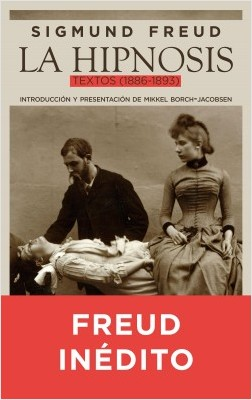 SIGMUND FREUD
LA HIPNOSIS
TEXTOS (1886-1893)
INTRODUCCIÓN Y PRESENTACIÓN DE MIKKEL BORCH-JACOBSEN
FREUD
INÉDITO